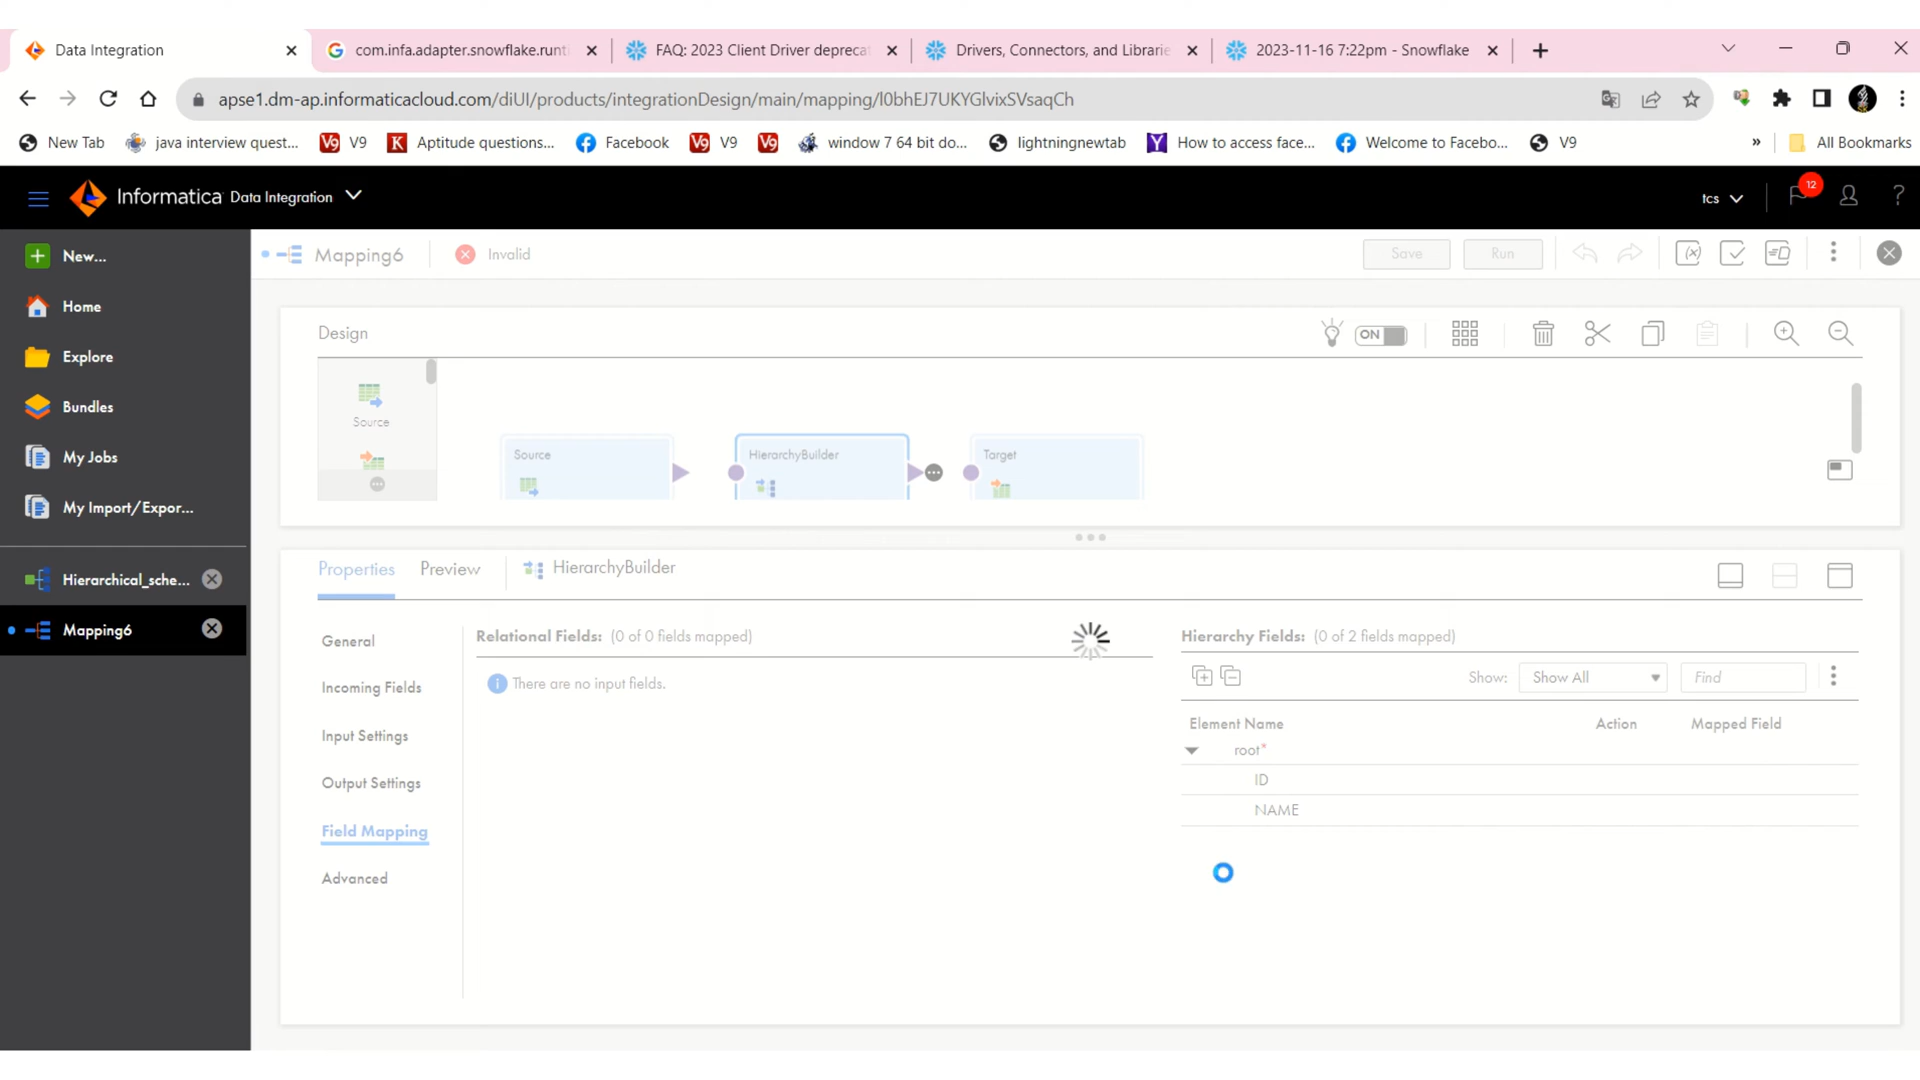 Data Integration
com.infa.adapter.snowflake.runti
FAQ: 2023 Client Driver deprecat
Drivers, Connectors, and Librarie
2023-11-16 7:22pm - Snowflake
apse1.dm-ap.informaticacloud.com/diUI/products/integrationDesign/main/mapping/l0bhEJ7UKYGlvixSVsaqCh
New Tab
java interview quest...
V9
Aptitude questions...
Facebook
V9
window 7 64 bit do...
lightningnewtab
How to access face...
Welcome to Facebo...
V9
»
All Bookmarks
Informatica Data Integration
tcs
12
?
New...
Home
Explore
Bundles
My Jobs
My Import/Expor...
Hierarchical_sche...
Mapping6
Mapping6
Invalid
Save
Run
Design
ON
Source
Source
HierarchyBuilder
Target
Properties
Preview
HierarchyBuilder
General
Incoming Fields
Input Settings
Output Settings
Field Mapping
Advanced
Relational Fields: (0 of 0 fields mapped)
There are no input fields.
Hierarchy Fields: (0 of 2 fields mapped)
Show:
Show All
Find
Element Name
Action
Mapped Field
root*
ID
NAME